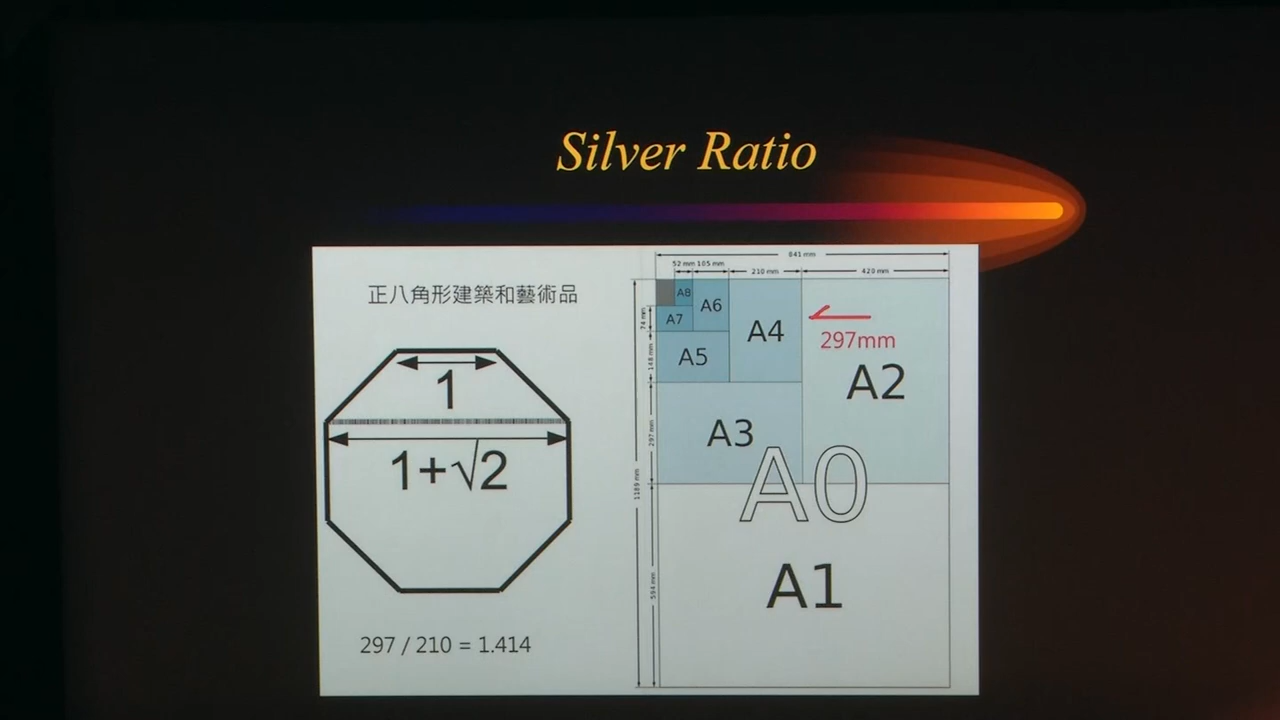 Silver Ratio
正八角形建築和藝術品
1
1+√2
297 / 210 = 1.414
841 mm
52 mm 105 mm
210 mm
420 mm
A8
A6
A7
74 mm
A4
297mm
A5
148 mm
A2
A3
297 mm
A0
1189 mm
A1
594 mm